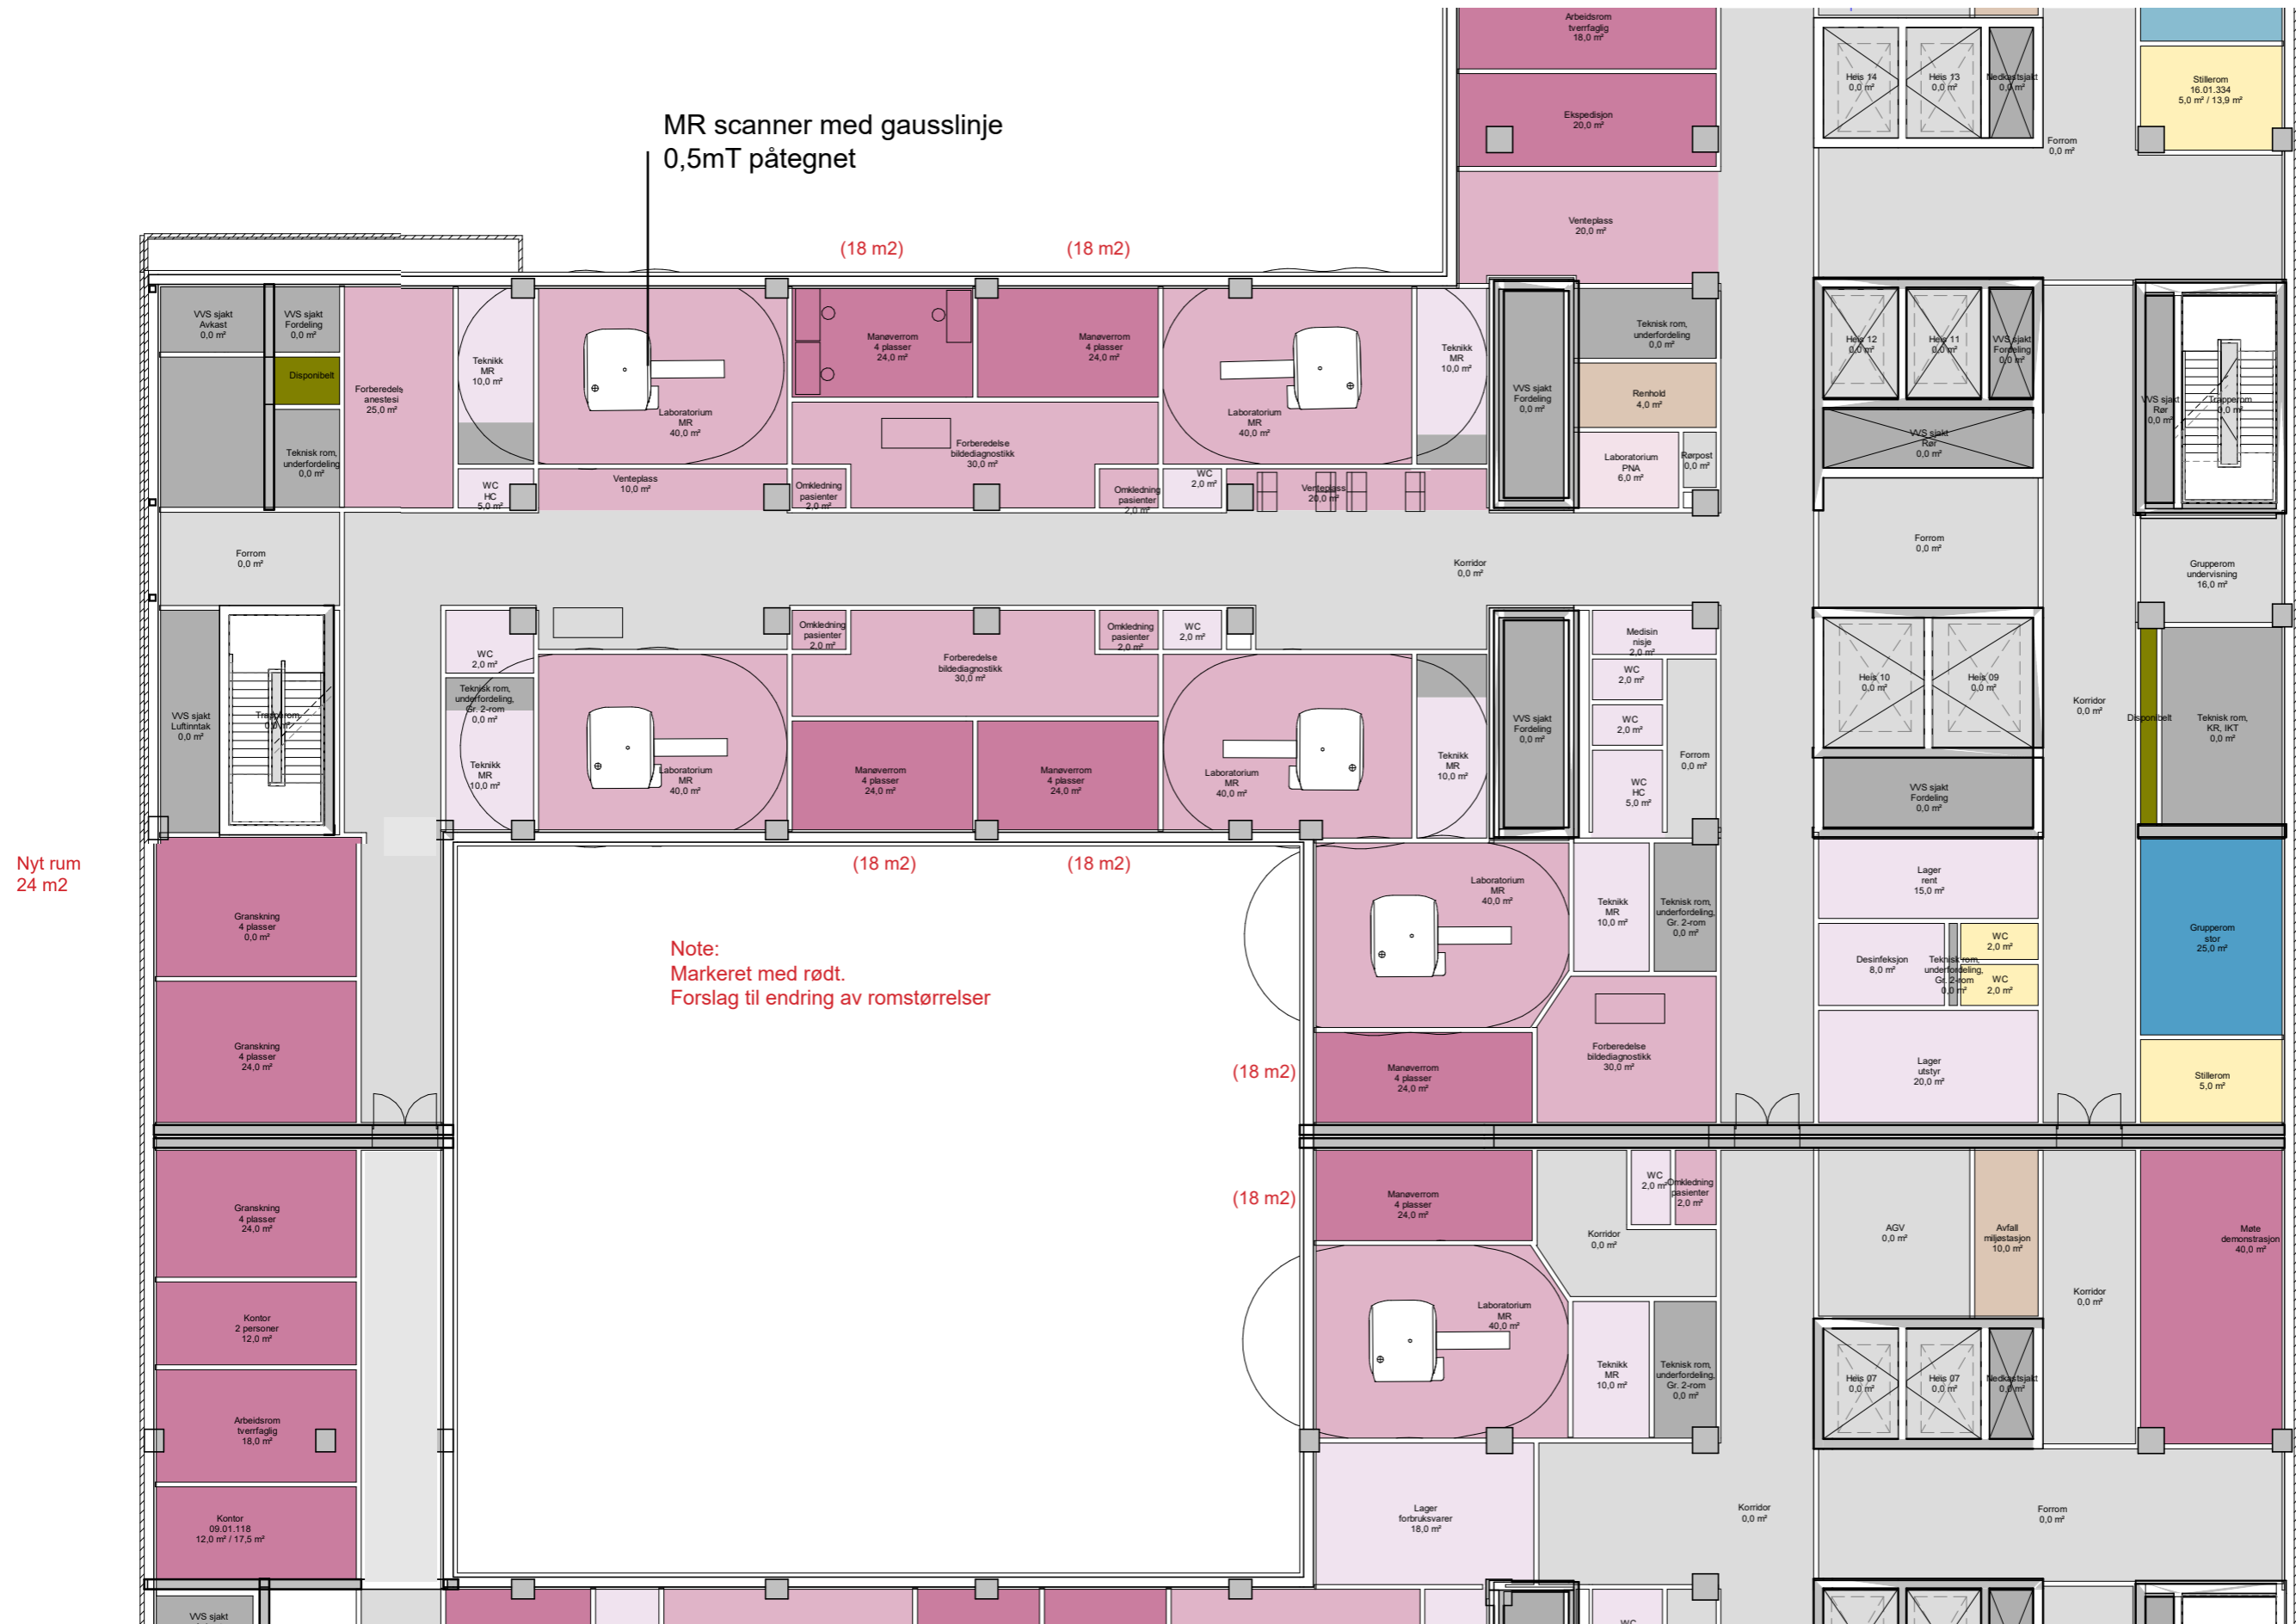 Arbeidsrom
tverrfaglig
18,0 m²
Heis 14
0,0 m²
Heis 13
0,0 m²
Nedkastsjakt
0,0 m²
Stillerom
16.01.334
5,0 m² / 13,9 m²
MR scanner med gausslinje
0,5mT påtegnet
Ekspedisjon
20,0 m²
Forrom
0,0 m²
Venteplass
20,0 m²
(18 m2)
(18 m2)
VVS sjakt
Avkast
0,0 m²
VVS sjakt
Fordeling
0,0 m²
Disponibelt
Teknisk rom,
underfordeling
0,0 m²
Forberedels
anestesi
25,0 m²
Teknikk
MR
10,0 m²
Laboratorium
MR
40,0 m²
Manøverrom
4 plasser
24,0 m²
Manøverrom
4 plasser
24,0 m²
Laboratorium
MR
40,0 m²
Teknikk
MR
10,0 m²
VVS sjakt
Fordeling
0,0 m²
Teknisk rom,
underfordeling
0,0 m²
Renhold
4,0 m²
Laboratorium
PNA
6,0 m²
Rørpost
0,0 m²
Heis 12
0,0 m²
Heis 11
0,0 m²
VVS sjakt
Fordeling
0,0 m²
VVS sjakt
Rør
0,0 m²
VVS sjakt
Rør
0,0 m²
Trapperom
0,0 m²
WC
HC
5,0 m²
Venteplass
10,0 m²
Omkledning
pasienter
2,0 m²
Forberedelse
bildediagnostikk
30,0 m²
Omkledning
pasienter
2,0 m²
WC
2,0 m²
Venteplass
20,0 m²
Forrom
0,0 m²
Korridor
0,0 m²
Forrom
0,0 m²
Grupperom
undervisning
16,0 m²
VVS sjakt
Luftinntak
0,0 m²
Trapperom
0,0 m²
WC
2,0 m²
Teknisk rom,
underfordeling,
Gr. 2-rom
0,0 m²
Teknikk
MR
10,0 m²
Laboratorium
MR
40,0 m²
Omkledning
pasienter
2,0 m²
Forberedelse
bildediagnostikk
30,0 m²
Omkledning
pasienter
2,0 m²
WC
2,0 m²
Manøverrom
4 plasser
24,0 m²
Manøverrom
4 plasser
24,0 m²
Laboratorium
MR
40,0 m²
Teknikk
MR
10,0 m²
VVS sjakt
Fordeling
0,0 m²
Medisin
nisje
2,0 m²
WC
2,0 m²
WC
2,0 m²
WC
HC
5,0 m²
Forrom
0,0 m²
Heis 10
0,0 m²
Heis 09
0,0 m²
VVS sjakt
Fordeling
0,0 m²
Korridor
0,0 m²
Disponibelt
Teknisk rom,
KR, IKT
0,0 m²
Nyt rum
24 m2
(18 m2)
(18 m2)
Granskning
4 plasser
0,0 m²
Note:
Markeret med rødt.
Forslag til endring av romstørrelser
Laboratorium
MR
40,0 m²
Teknikk
MR
10,0 m²
Teknisk rom,
underfordeling,
Gr. 2-rom
0,0 m²
Lager
rent
15,0 m²
Desinfeksjon
8,0 m²
Teknisk rom,
underfordeling,
Gr. 2-rom
0,0 m²
WC
2,0 m²
WC
2,0 m²
Grupperom
stor
25,0 m²
Granskning
4 plasser
24,0 m²
(18 m2)
Manøverrom
4 plasser
24,0 m²
Forberedelse
bildediagnostikk
30,0 m²
Lager
utstyr
20,0 m²
Stillerom
5,0 m²
Granskning
4 plasser
24,0 m²
(18 m2)
Manøverrom
4 plasser
24,0 m²
WC
2,0 m²
Omkledning
pasienter
2,0 m²
Korridor
0,0 m²
AGV
0,0 m²
Avfall
miljøstasjon
10,0 m²
Korridor
0,0 m²
Møte
demonstrasjon
40,0 m²
Kontor
2 personer
12,0 m²
Laboratorium
MR
40,0 m²
Teknikk
MR
10,0 m²
Teknisk rom,
underfordeling,
Gr. 2-rom
0,0 m²
Heis 07
0,0 m²
Heis 07
0,0 m²
Nedkastsjakt
0,0 m²
Arbeidsrom
tverrfaglig
18,0 m²
Kontor
09.01.118
12,0 m² / 17,5 m²
Lager
forbruksvarer
18,0 m²
Korridor
0,0 m²
Forrom
0,0 m²
VVS sjakt
WC